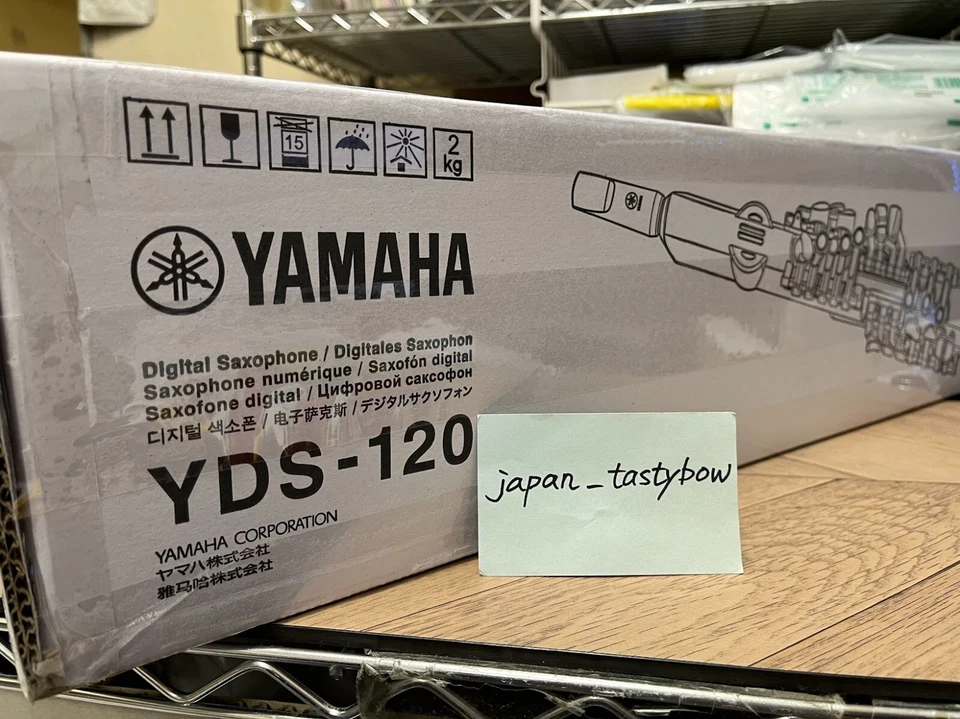 15
2
kg
YAMAHA
Digital Saxophone / Digitales Saxophon
Saxophone numérique / Saxofón digital
Saxofone digital / Цифровой саксофон
디지털 색소폰 / 电子萨克斯 / デジタルサクソフォン
YDS-120
YAMAHA CORPORATION
ヤマハ株式会社
雅马哈株式会社
japan_tastybow